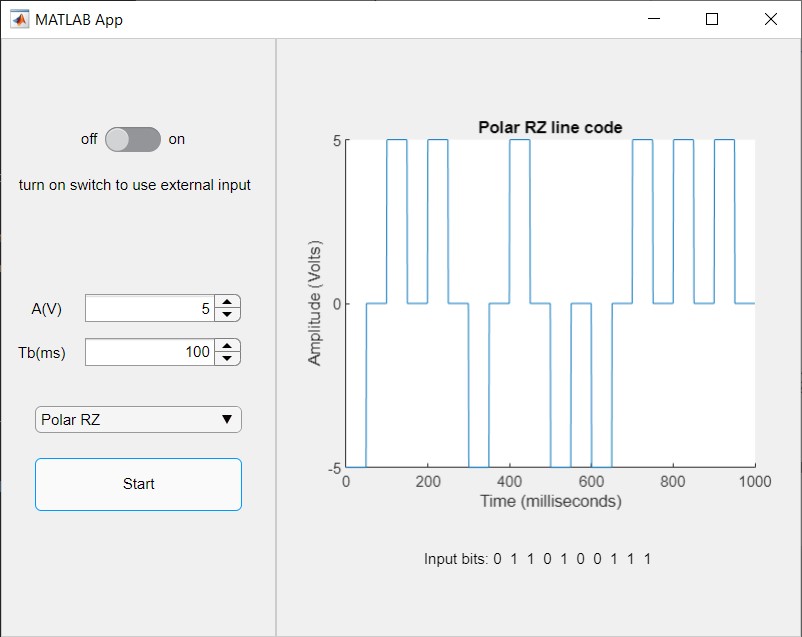 MATLAB App
off on
turn on switch to use external input
A(V) 5
Tb(ms) 100
Polar RZ
Start
Polar RZ line code
5
0
-5
Amplitude (Volts)
0 200 400 600 800 1000
Time (milliseconds)
Input bits: 0 1 1 0 1 0 0 1 1 1